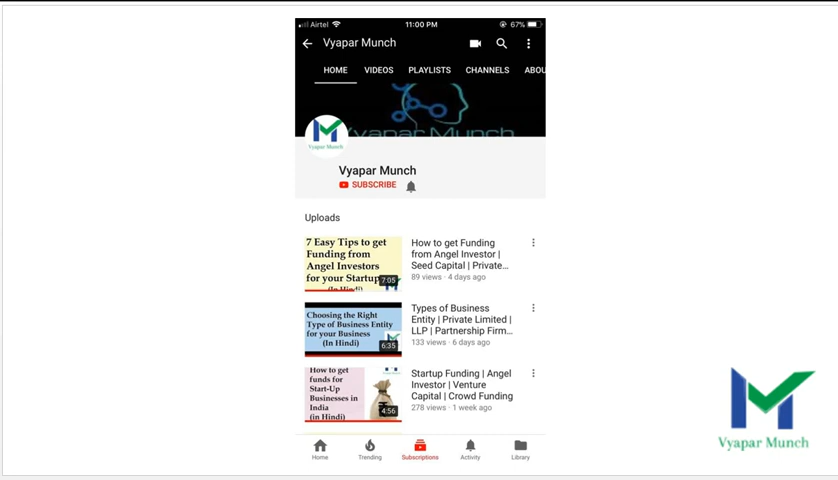 Airtel 11:00 PM 67%
Vyapar Munch
HOME VIDEOS PLAYLISTS CHANNELS ABOU
Vyapar Munch
Vyapar Munch
Vyapar Munch
SUBSCRIBE
Uploads
7 Easy Tips to get
Funding from
Angel Investors
for your Startup
(In Hindi)
7:05
How to get Funding
from Angel Investor |
Seed Capital | Private...
89 views · 4 days ago
Choosing the Right
Type of Business Entity
for your Business
(In Hindi)
6:35
Types of Business
Entity | Private Limited |
LLP | Partnership Firm...
133 views · 6 days ago
How to get
funds for
Start-Up
Businesses in
India
(in Hindi)
4:56
Startup Funding | Angel
Investor | Venture
Capital | Crowd Funding
278 views · 1 week ago
Home Trending Subscriptions Activity Library
Vyapar Munch